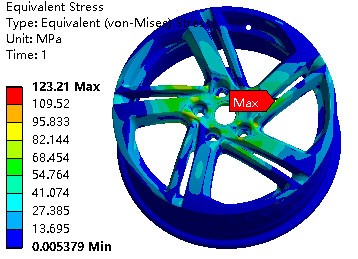 Equivalent Stress
Type: Equivalent (von-Mises) Stress
Unit: MPa
Time: 1
123.21 Max
109.52
95.833
82.144
68.454
54.764
41.074
27.385
13.695
0.005379 Min
Max